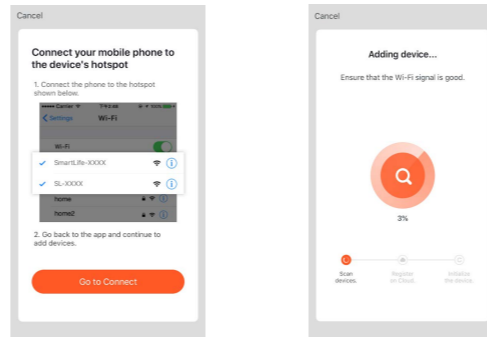 Cancel
Connect your mobile phone to
the device's hotspot
1. Connect the phone to the hotspot
shown below.
Carrier
Settings
Wi-Fi
Wi-Fi
SmartLife-XXXX
SL-XXXX
home
home2
2. Go back to the app and continue to
add devices.
Go to Connect
Cancel
Adding device...
Ensure that the Wi-Fi signal is good.
3%
Scan
devices.
Register
on Cloud.
Initialize
the device.